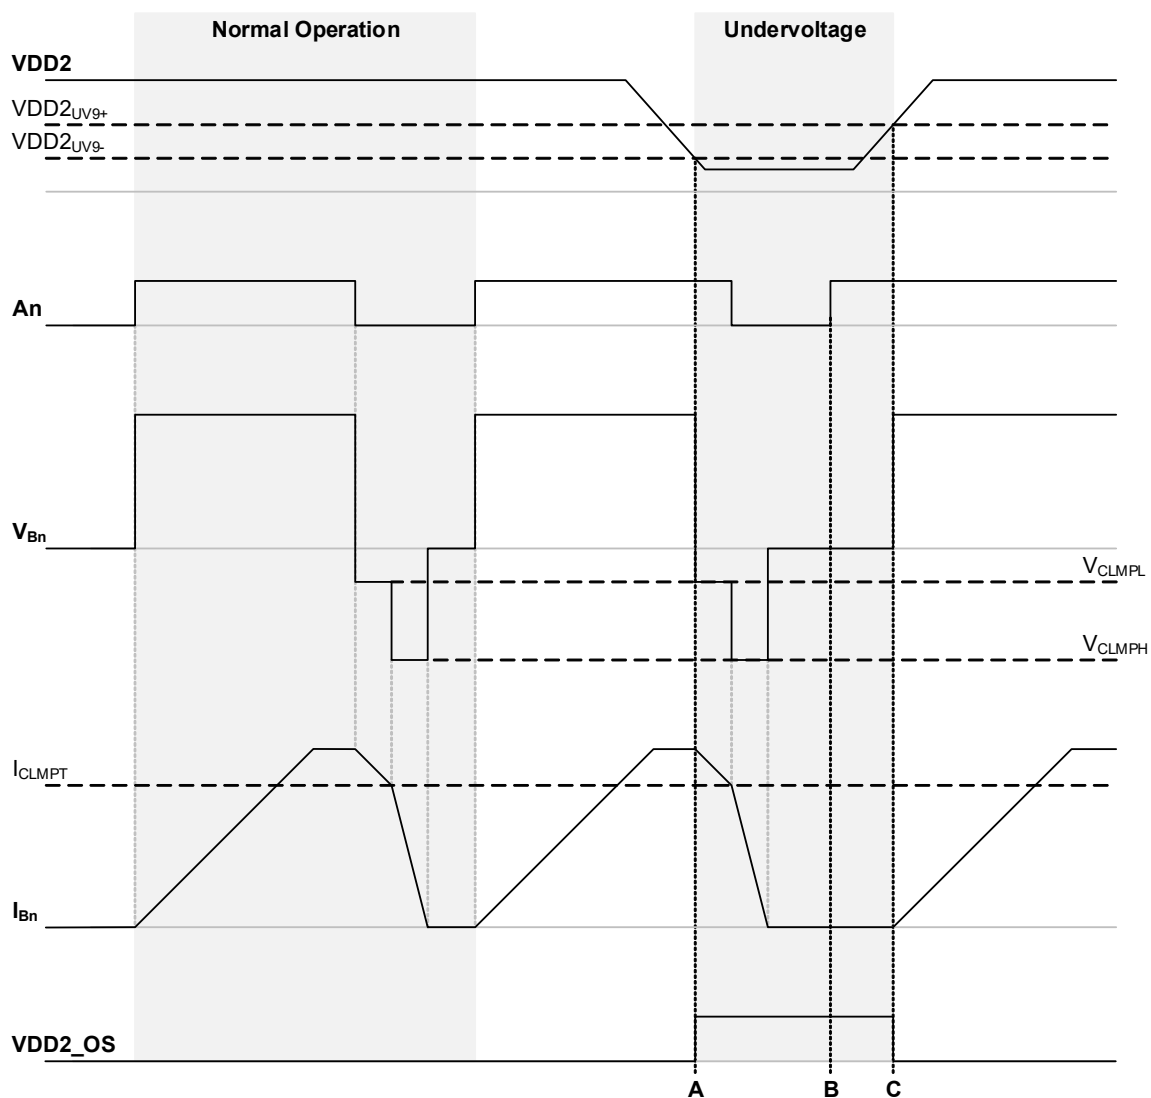 Normal Operation
Undervoltage
VDD2
VDD2UV9+
VDD2UV9-
An
VBn
VCLMPL
VCLMPH
ICLMPT
IBn
VDD2_OS
A
B
C